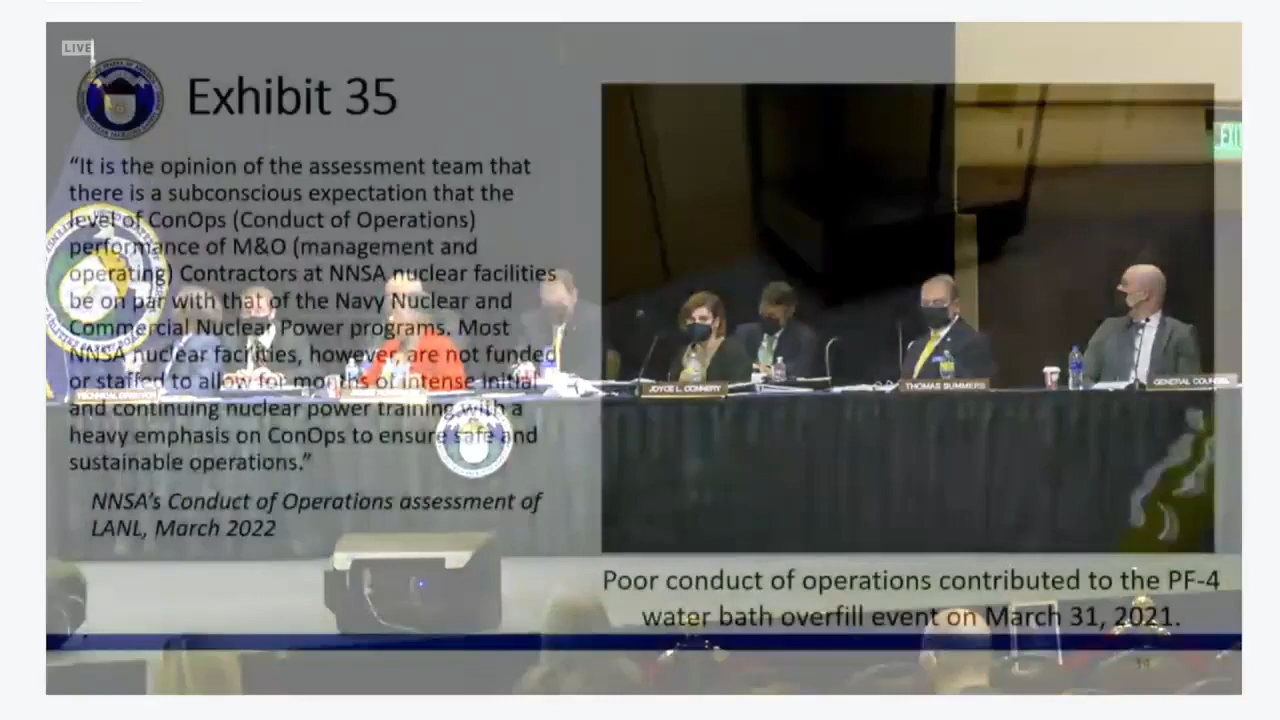 LIVE
Exhibit 35
“It is the opinion of the assessment team that
there is a subconscious expectation that the
level of ConOps (Conduct of Operations)
performance of M&O (management and
operating) Contractors at NNSA nuclear facilities
be on par with that of the Navy Nuclear and
Commercial Nuclear Power programs. Most
NNSA nuclear facilities, however, are not funded
or staffed to allow for months of intense initial
and continuing nuclear power training with a
heavy emphasis on ConOps to ensure safe and
sustainable operations.”
NNSA’s Conduct of Operations assessment of
LANL, March 2022
EXI
JOYCE L. CONNERY
THOMAS SUMMERS
GENERAL COUNSEL
Poor conduct of operations contributed to the PF-4
water bath overfill event on March 31, 2021.